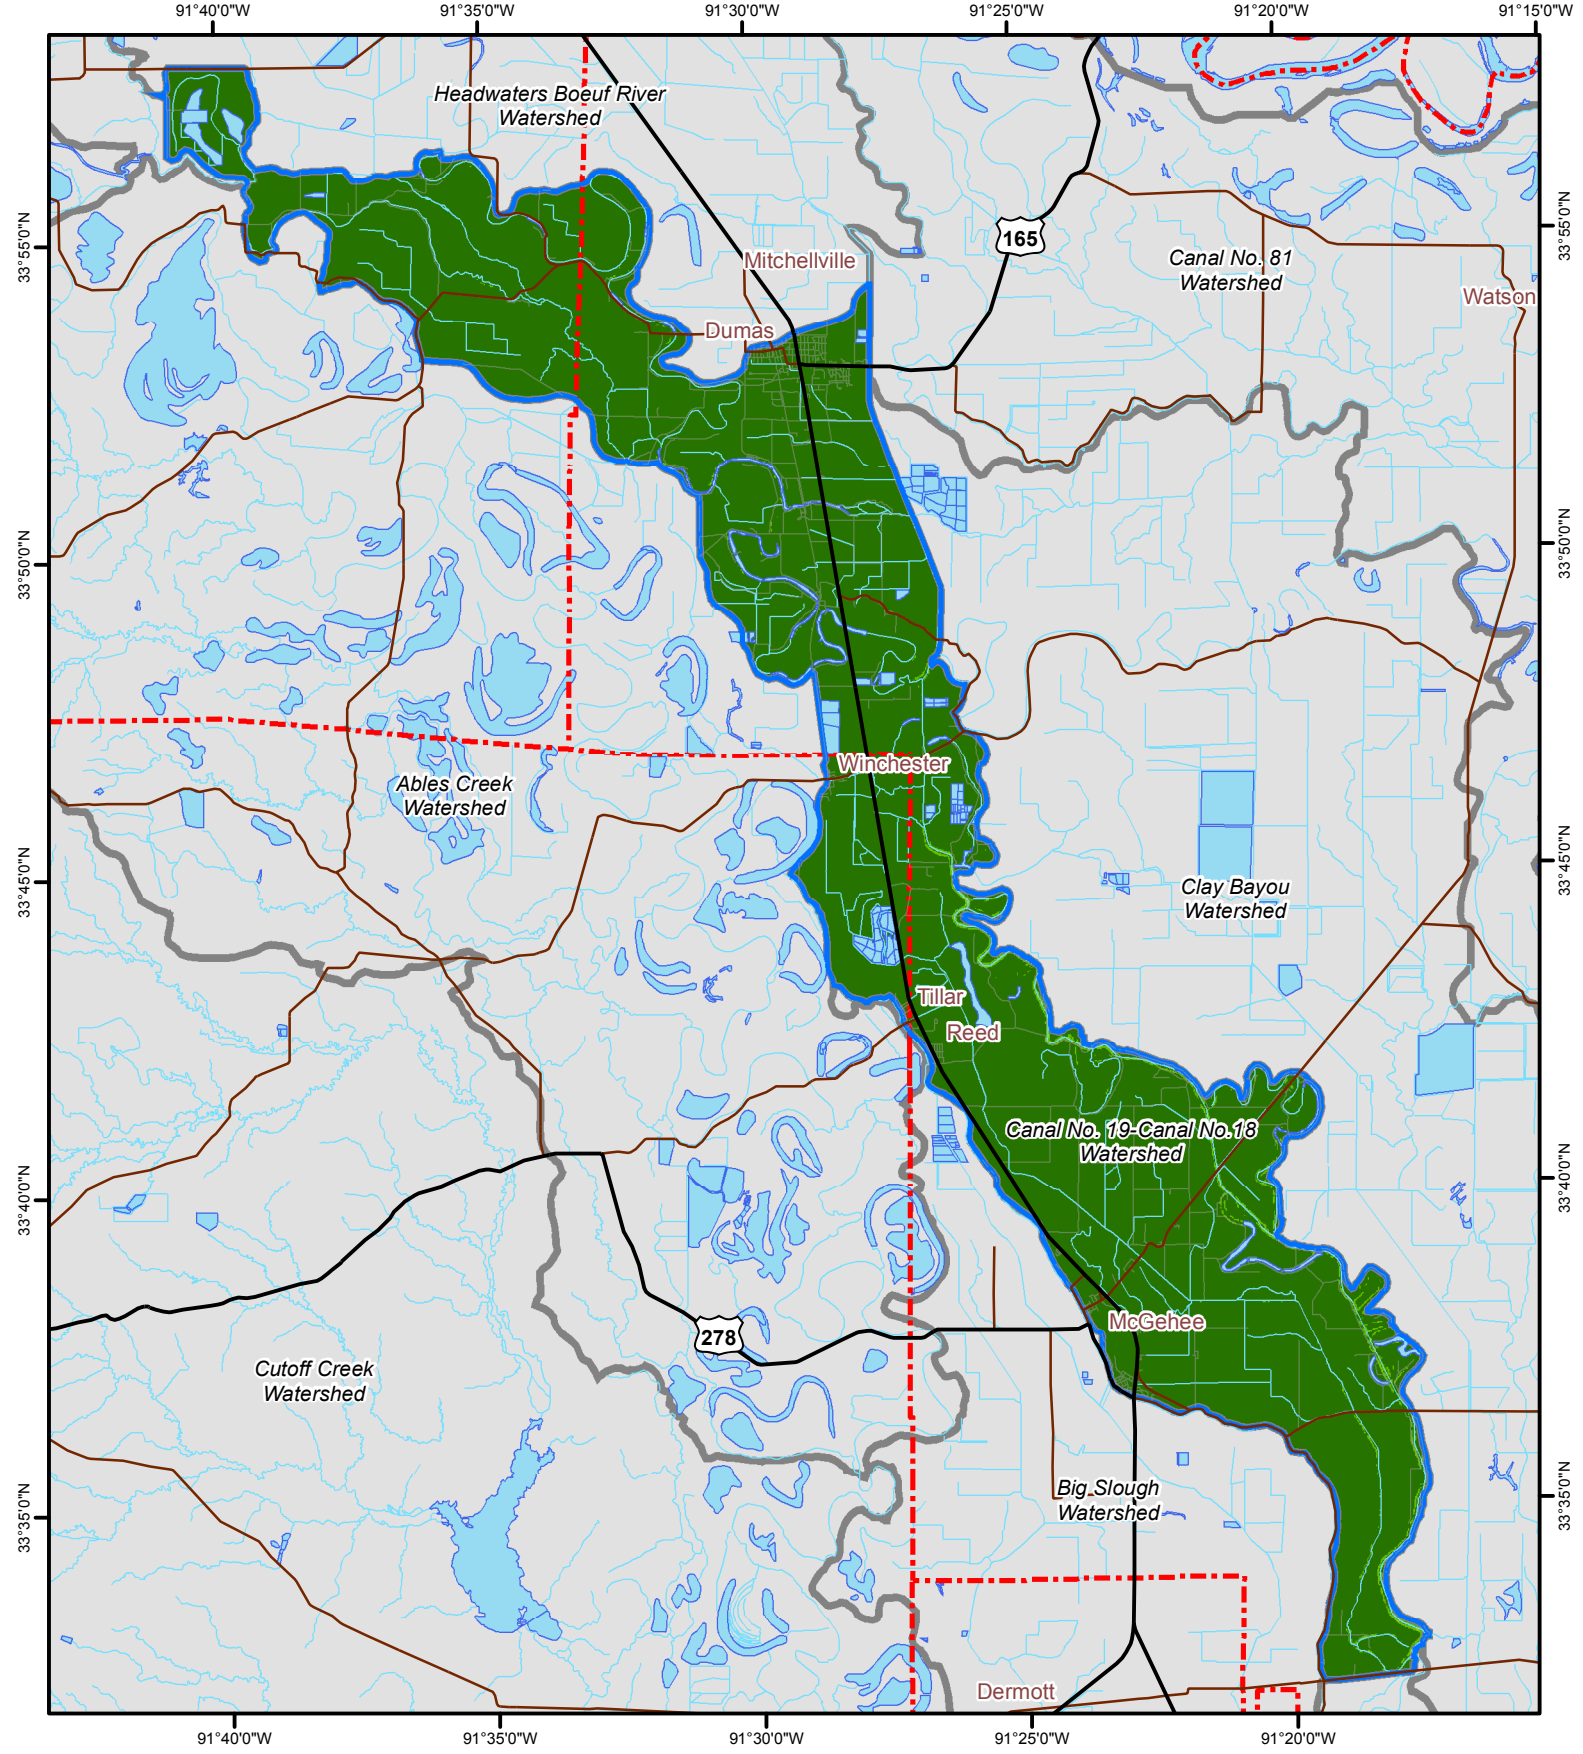 91°40'0"W 91°35'0"W 91°30'0"W 91°25'0"W 91°20'0"W 91°15'0"W
Headwaters Boeuf River
Watershed
33°55'0"N
33°55'0"N
165
Mitchellville
Canal No. 81
Watershed
Watson
Dumas
33°50'0"N
33°50'0"N
Winchester
Ables Creek
Watershed
33°45'0"N
33°45'0"N
Clay Bayou
Watershed
Tillar
Reed
Canal No. 19-Canal No.18
Watershed
33°40'0"N
33°40'0"N
McGehee
278
Cutoff Creek
Watershed
Big Slough
Watershed
33°35'0"N
33°35'0"N
Dermott
91°40'0"W 91°35'0"W 91°30'0"W 91°25'0"W 91°20'0"W